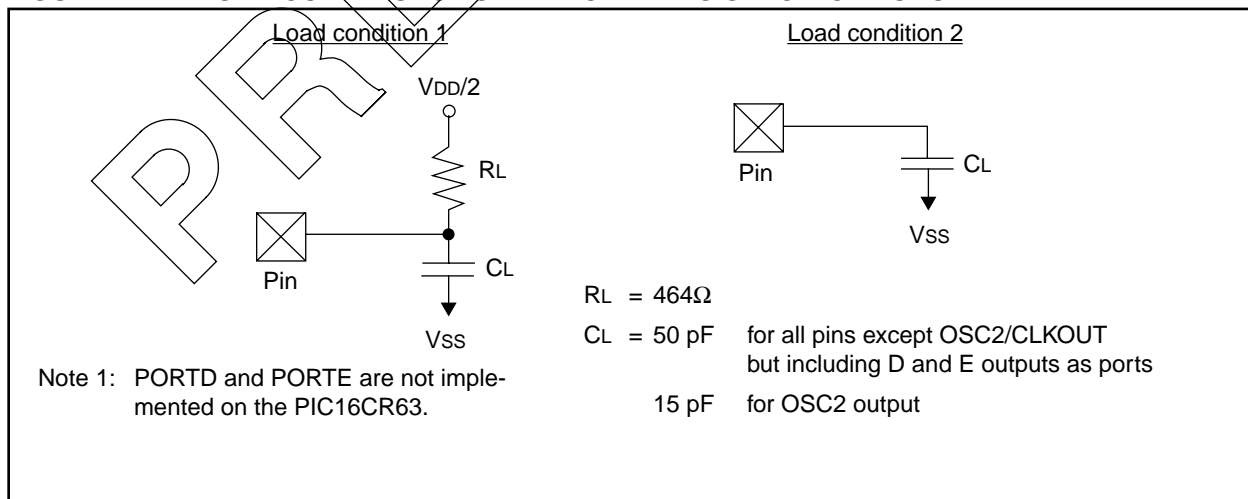 Load condition 1
Load condition 2
VDD/2
RL
Pin
CL
VSS
Pin
CL
VSS
RL = 464Ω
CL = 50 pF for all pins except OSC2/CLKOUT
but including D and E outputs as ports
15 pF for OSC2 output
Note 1: PORTD and PORTE are not imple-
mented on the PIC16CR63.